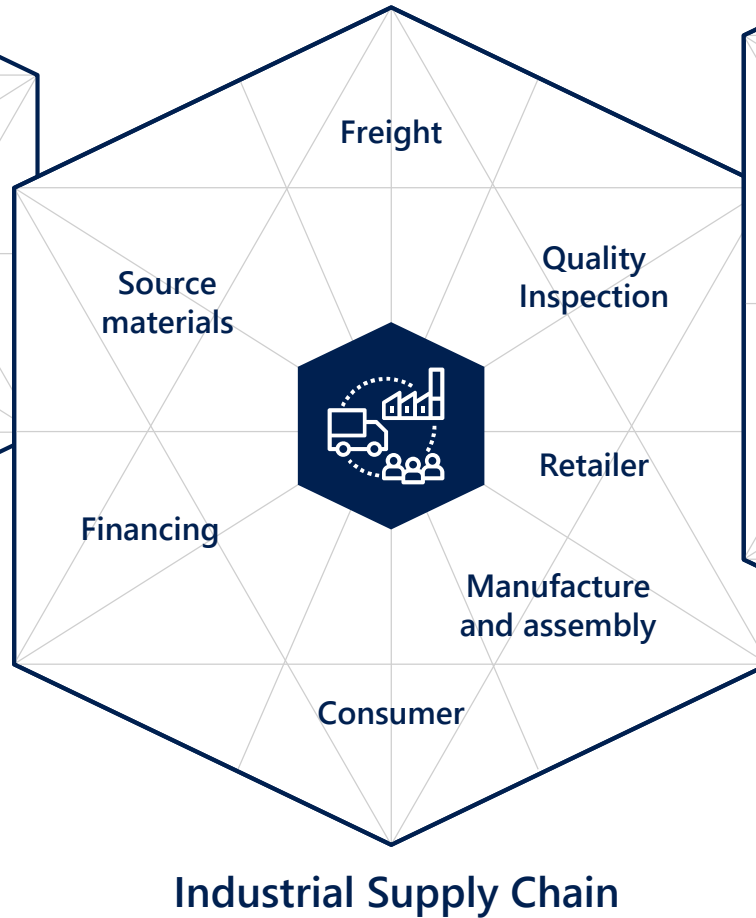 Freight
Quality
Inspection
Source
materials
Retailer
Financing
Manufacture
and assembly
Consumer
Industrial Supply Chain